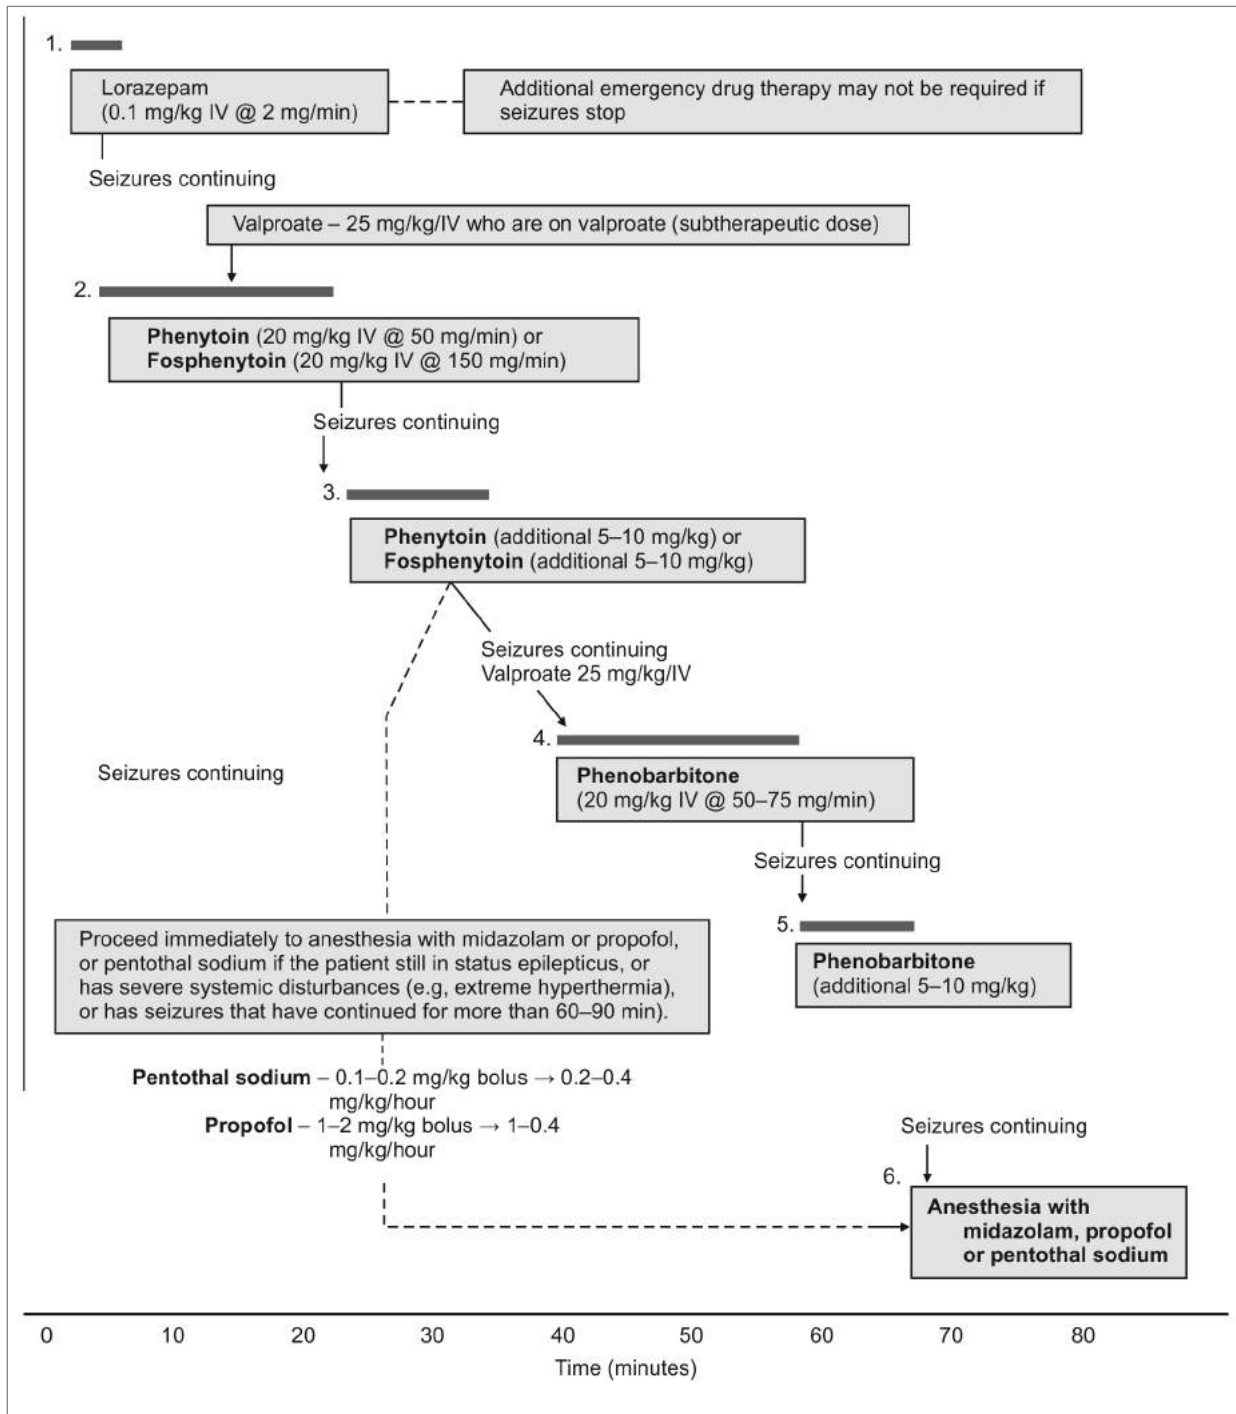 1.
Lorazepam
(0.1 mg/kg IV @ 2 mg/min)
Additional emergency drug therapy may not be required if
seizures stop
Seizures continuing
Valproate – 25 mg/kg/IV who are on valproate (subtherapeutic dose)
2.
Phenytoin (20 mg/kg IV @ 50 mg/min) or
Fosphenytoin (20 mg/kg IV @ 150 mg/min)
Seizures continuing
3.
Phenytoin (additional 5–10 mg/kg) or
Fosphenytoin (additional 5–10 mg/kg)
Seizures continuing
Valproate 25 mg/kg/IV
4.
Phenobarbitone
(20 mg/kg IV @ 50–75 mg/min)
Seizures continuing
Seizures continuing
5.
Phenobarbitone
(additional 5–10 mg/kg)
Proceed immediately to anesthesia with midazolam or propofol,
or pentothal sodium if the patient still in status epilepticus, or
has severe systemic disturbances (e.g, extreme hyperthermia),
or has seizures that have continued for more than 60–90 min).
Pentothal sodium – 0.1–0.2 mg/kg bolus → 0.2–0.4
mg/kg/hour
Propofol – 1–2 mg/kg bolus → 1–0.4
mg/kg/hour
Seizures continuing
6.
Anesthesia with
midazolam, propofol
or pentothal sodium
0 10 20 30 40 50 60 70 80
Time (minutes)